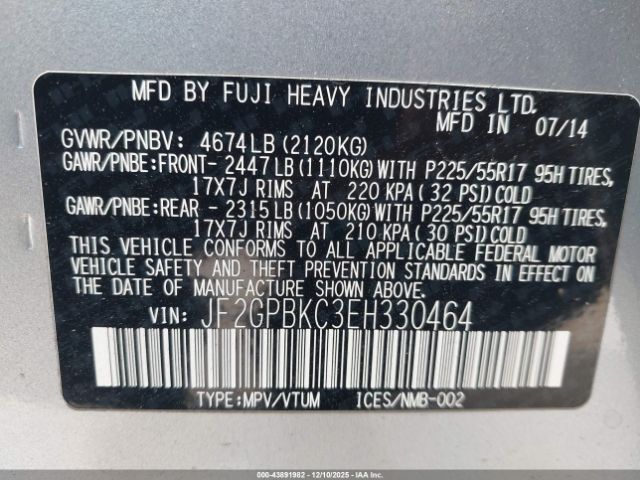 MFD BY FUJI HEAVY INDUSTRIES LTD.
MFD IN 07/14
GVWR/PNBV: 4674LB (2120KG)
GAWR/PNBE:FRONT- 2447LB(1110KG)WITH P225/55R17 95H TIRES,
17X7J RIMS AT 220 KPA( 32 PSI)COLD
GAWR/PNBE:REAR - 2315LB(1050KG)WITH P225/55R17 95H TIRES,
17X7J RIMS AT 210 KPA( 30 PSI)COLD
THIS VEHICLE CONFORMS TO ALL APPLICABLE FEDERAL MOTOR
VEHICLE SAFETY AND THEFT PREVENTION STANDARDS IN EFFECT ON
THE DATE OF MANUFACTURE SHOWN ABOVE.
VIN: JF2GPBKC3EH330464
TYPE:MPV/VTUM ICES/NMB-002
000-43891982 - 12/10/2025 - IAAI.com